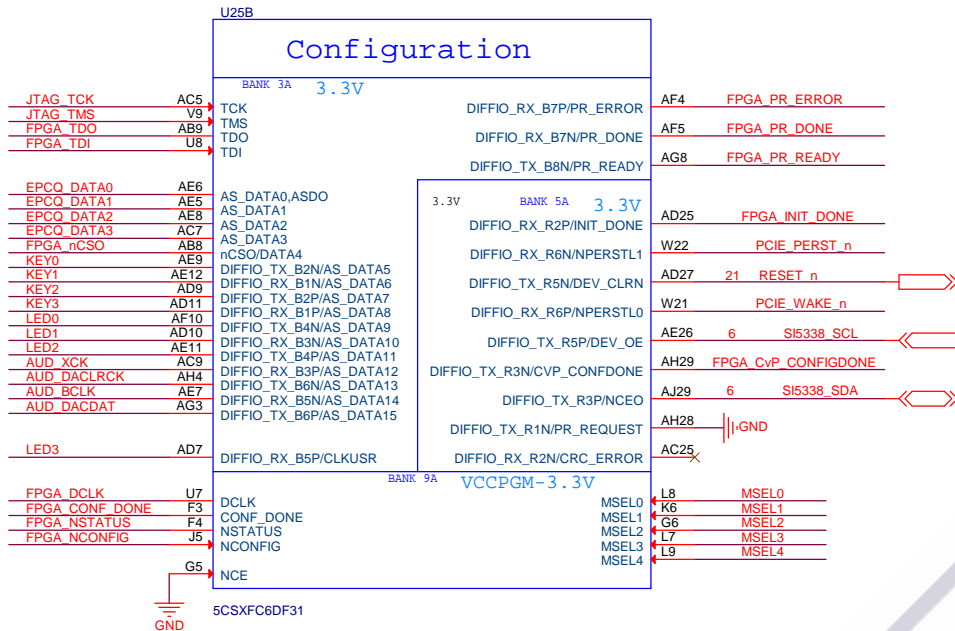 U25B
Configuration
BANK 3A 3.3V
JTAG_TCK AC5 TCK
JTAG_TMS V9 TMS
FPGA_TDO AB9 TDO
FPGA_TDI U8 TDI
EPCQ_DATA0 AE6 AS_DATA0,ASDO
EPCQ_DATA1 AE5 AS_DATA1
EPCQ_DATA2 AE8 AS_DATA2
EPCQ_DATA3 AC7 AS_DATA3
FPGA_nCSO AB8 nCSO/DATA4
KEY0 AE9 DIFFIO_TX_B2N/AS_DATA5
KEY1 AE12 DIFFIO_RX_B1N/AS_DATA6
KEY2 AD9 DIFFIO_TX_B2P/AS_DATA7
KEY3 AD11 DIFFIO_RX_B1P/AS_DATA8
LED0 AF10 DIFFIO_TX_B4N/AS_DATA9
LED1 AD10 DIFFIO_RX_B3N/AS_DATA10
LED2 AE11 DIFFIO_TX_B4P/AS_DATA11
AUD_XCK AC9 DIFFIO_RX_B3P/AS_DATA12
AUD_DACLRCK AH4 DIFFIO_TX_B6N/AS_DATA13
AUD_BCLK AE7 DIFFIO_RX_B5N/AS_DATA14
AUD_DACDAT AG3 DIFFIO_TX_B6P/AS_DATA15
LED3 AD7 DIFFIO_RX_B5P/CLKUSR
DIFFIO_RX_B7P/PR_ERROR AF4 FPGA_PR_ERROR
DIFFIO_RX_B7N/PR_DONE AF5 FPGA_PR_DONE
DIFFIO_TX_B8N/PR_READY AG8 FPGA_PR_READY
3.3V BANK 5A 3.3V
DIFFIO_RX_R2P/INIT_DONE AD25 FPGA_INIT_DONE
DIFFIO_RX_R6N/NPERSTL1 W22 PCIE_PERST_n
DIFFIO_TX_R5N/DEV_CLRN AD27 21 RESET_n
DIFFIO_RX_R6P/NPERSTL0 W21 PCIE_WAKE_n
DIFFIO_TX_R5P/DEV_OE AE26 6 SI5338_SCL
DIFFIO_TX_R3N/CVP_CONFDONE AH29 FPGA_CvP_CONFIGDONE
DIFFIO_TX_R3P/NCEO AJ29 6 SI5338_SDA
DIFFIO_TX_R1N/PR_REQUEST AH28 GND
DIFFIO_RX_R2N/CRC_ERROR AC25
BANK 9A VCCPGM-3.3V
FPGA_DCLK U7 DCLK
FPGA_CONF_DONE F3 CONF_DONE
FPGA_NSTATUS F4 NSTATUS
FPGA_NCONFIG J5 NCONFIG
G5 NCE
GND
MSEL0 L8 MSEL0
MSEL1 K6 MSEL1
MSEL2 G6 MSEL2
MSEL3 L7 MSEL3
MSEL4 L9 MSEL4
5CSXFC6DF31